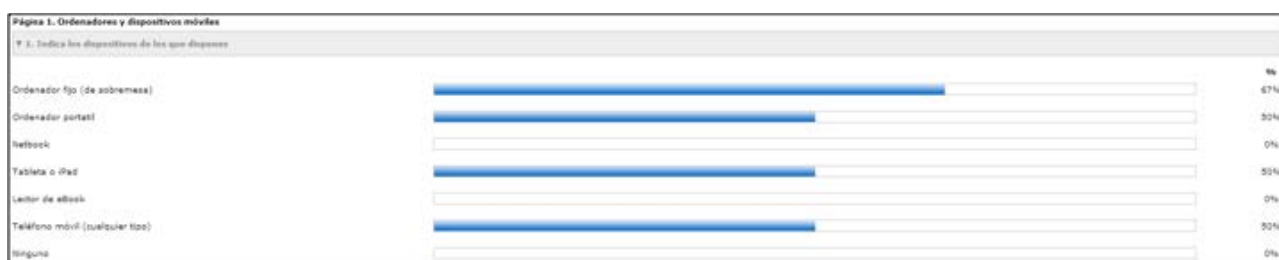 Página 1. Ordenadores y dispositivos móviles
▼ 1. Indica los dispositivos de los que dispones
%
Ordenador fijo (de sobremesa) 67%
Ordenador portatil 50%
Netbook 0%
Tableta o iPad 50%
Lector de eBook 0%
Teléfono móvil (cualquier tipo) 50%
Ninguno 0%